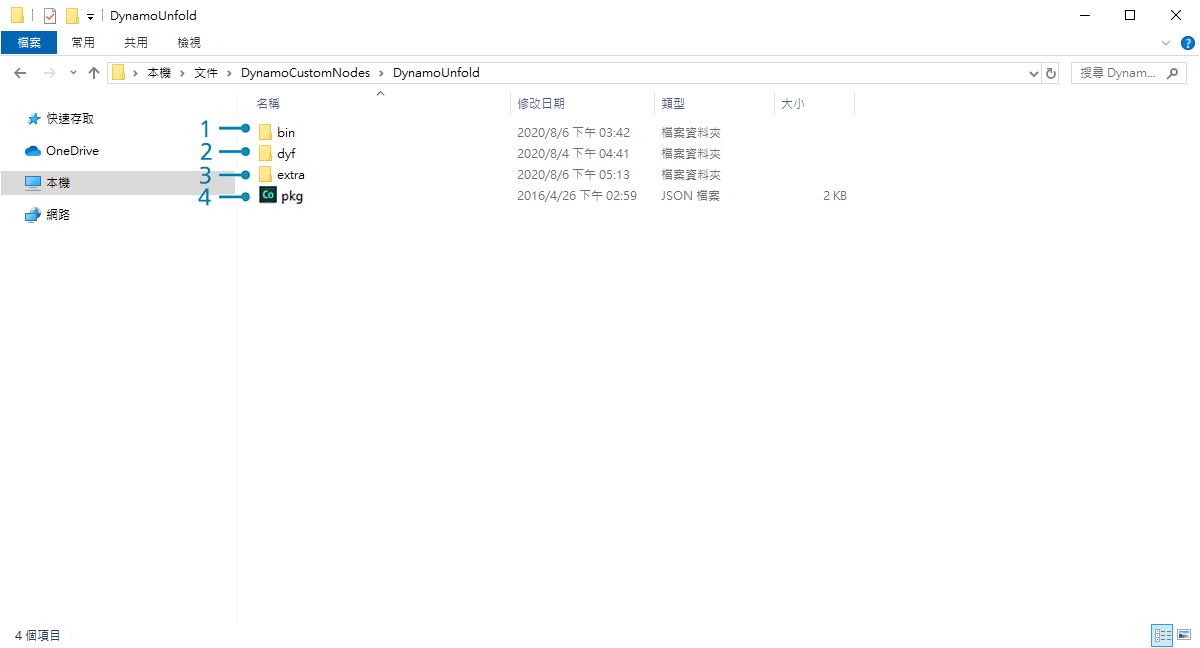 DynamoUnfold
檔案 常用 共用 檢視
本機 文件 DynamoCustomNodes DynamoUnfold 搜尋 Dynam...
名稱 修改日期 類型 大小
快速存取
OneDrive
本機
網路
1 bin 2020/8/6 下午 03:42 檔案資料夾
2 dyf 2020/8/4 下午 04:41 檔案資料夾
3 extra 2020/8/6 下午 05:13 檔案資料夾
4 Co pkg 2016/4/26 下午 02:59 JSON 檔案 2 KB
4 個項目